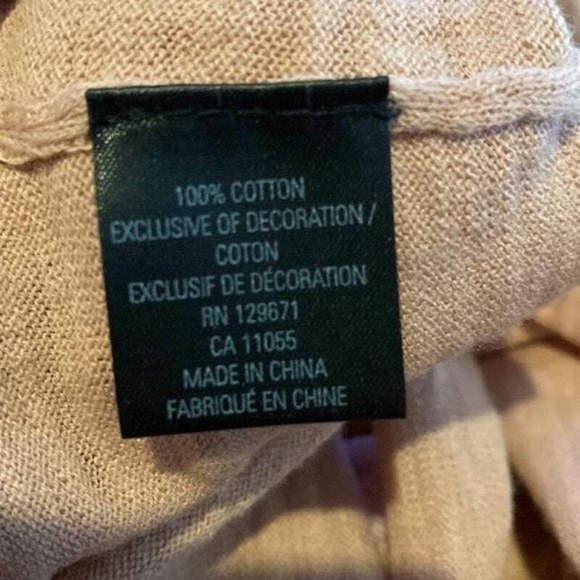 100% COTTON
EXCLUSIVE OF DECORATION /
COTON
EXCLUSIF DE DÉCORATION
RN 129671
CA 11055
MADE IN CHINA
FABRIQUÉ EN CHINE